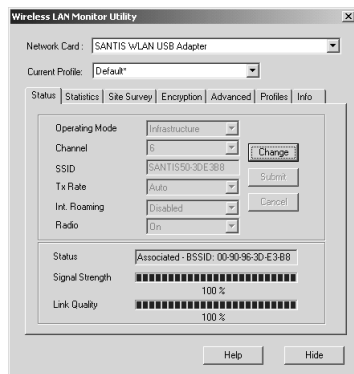 Wireless LAN Monitor Utility
Network Card : SANTIS WLAN USB Adapter
Current Profile: Default*
Status Statistics Site Survey Encryption Advanced Profiles Info
Operating Mode Infrastructure
Channel 6 Change
SSID SANTIS50-3DE3B8
Submit
Tx Rate Auto
Cancel
Int. Roaming Disabled
Radio On
Status Associated - BSSID: 00-90-96-3D-E3-B8
Signal Strength
100 %
Link Quality
100 %
Help Hide